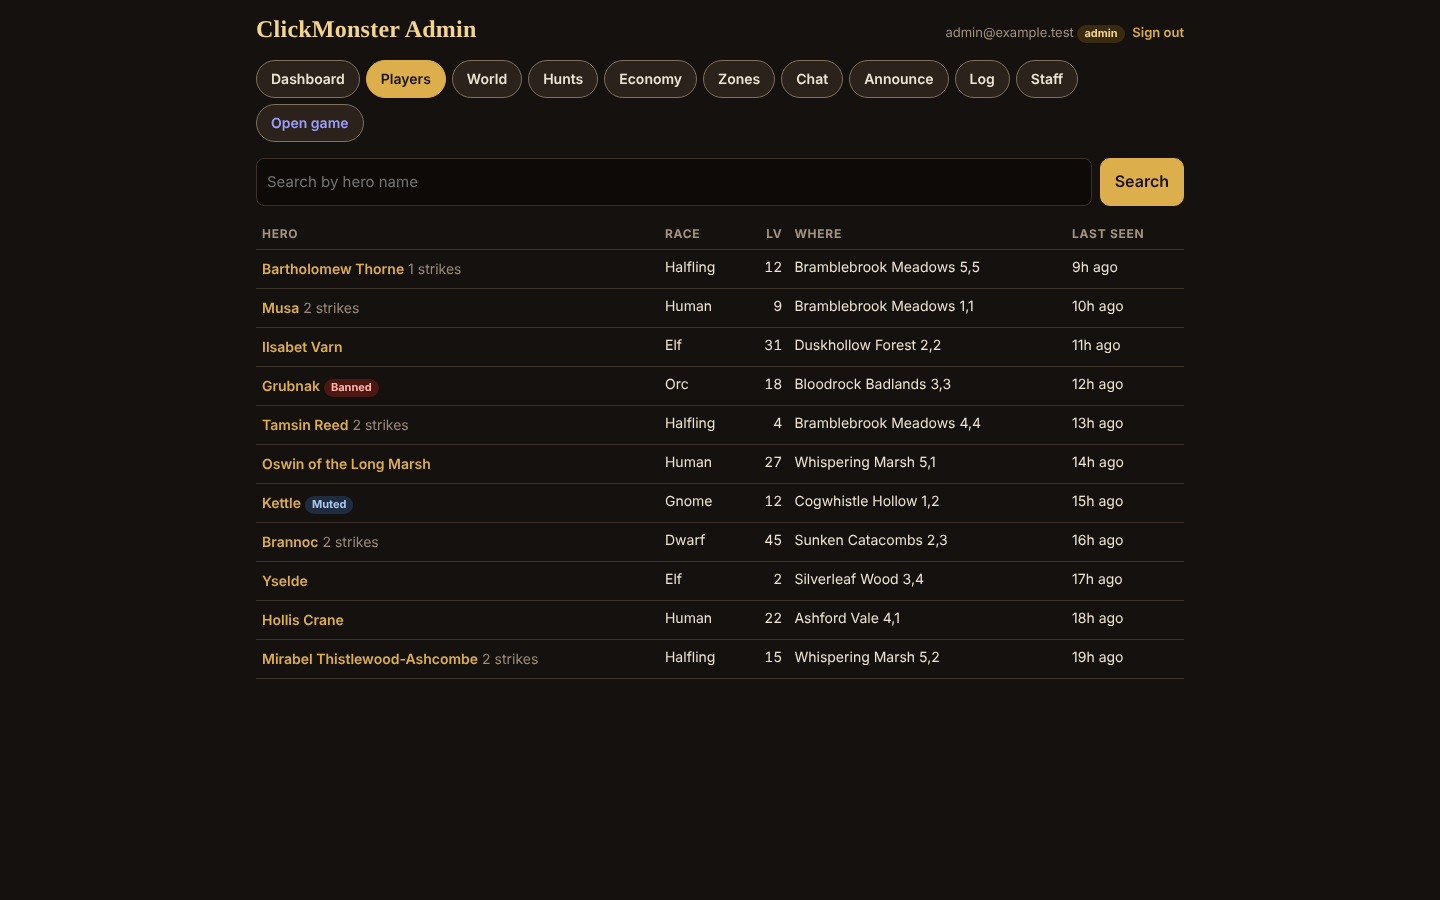 ClickMonster Admin
admin@example.test admin Sign out
Dashboard Players World Hunts Economy Zones Chat Announce Log Staff
Open game
Search by hero name Search
HERO RACE LV WHERE LAST SEEN
Bartholomew Thorne 1 strikes Halfling 12 Bramblebrook Meadows 5,5 9h ago
Musa 2 strikes Human 9 Bramblebrook Meadows 1,1 10h ago
Ilsabet Varn Elf 31 Duskhollow Forest 2,2 11h ago
Grubnak Banned Orc 18 Bloodrock Badlands 3,3 12h ago
Tamsin Reed 2 strikes Halfling 4 Bramblebrook Meadows 4,4 13h ago
Oswin of the Long Marsh Human 27 Whispering Marsh 5,1 14h ago
Kettle Muted Gnome 12 Cogwhistle Hollow 1,2 15h ago
Brannoc 2 strikes Dwarf 45 Sunken Catacombs 2,3 16h ago
Yselde Elf 2 Silverleaf Wood 3,4 17h ago
Hollis Crane Human 22 Ashford Vale 4,1 18h ago
Mirabel Thistlewood-Ashcombe 2 strikes Halfling 15 Whispering Marsh 5,2 19h ago